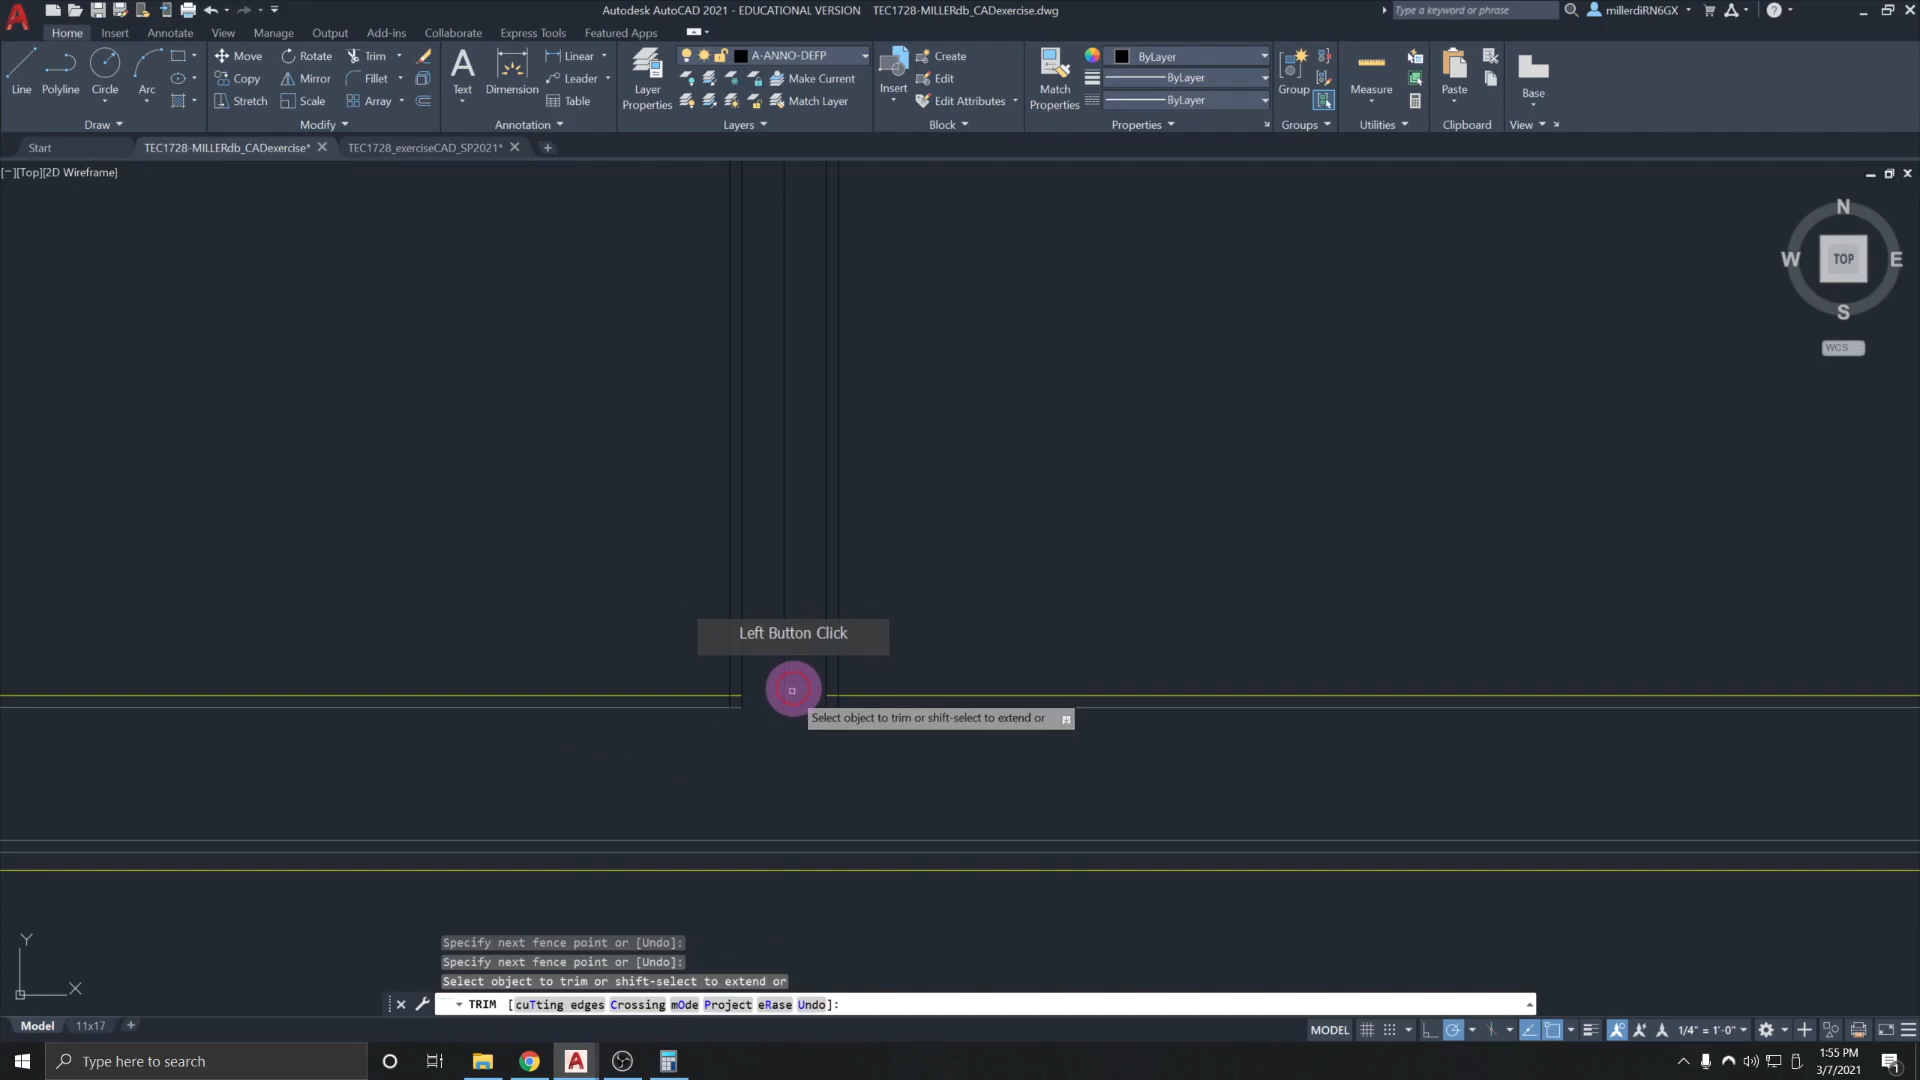 Autodesk AutoCAD 2021 - EDUCATIONAL VERSION TEC1728-MILLERdb_CADexercise.dwg
Type a keyword or phrase
millerdiRN6GX
Home Insert Annotate View Manage Output Add-ins Collaborate Express Tools Featured Apps
Line Polyline Circle Arc
Draw
Move Rotate Trim
Copy Mirror Fillet
Stretch Scale Array
Modify
Text Dimension
Linear
Leader
Table
Annotation
Layer Properties
A-ANNO-DEFP
Make Current
Match Layer
Layers
Insert
Create
Edit
Edit Attributes
Block
Match Properties
ByLayer
ByLayer
ByLayer
Properties
Group
Groups
Measure
Utilities
Paste
Clipboard
Base
View
Start TEC1728-MILLERdb_CADexercise* TEC1728_exerciseCAD_SP2021*
[−][Top][2D Wireframe]
N
W TOP E
S
WCS
Left Button Click
Select object to trim or shift-select to extend or
Y
X
Specify next fence point or [Undo]:
Specify next fence point or [Undo]:
Select object to trim or shift-select to extend or
TRIM [cuTting edges Crossing mOde Project eRase Undo]:
Model 11x17
MODEL 1/4" = 1'-0"
Type here to search
1:55 PM
3/7/2021
1